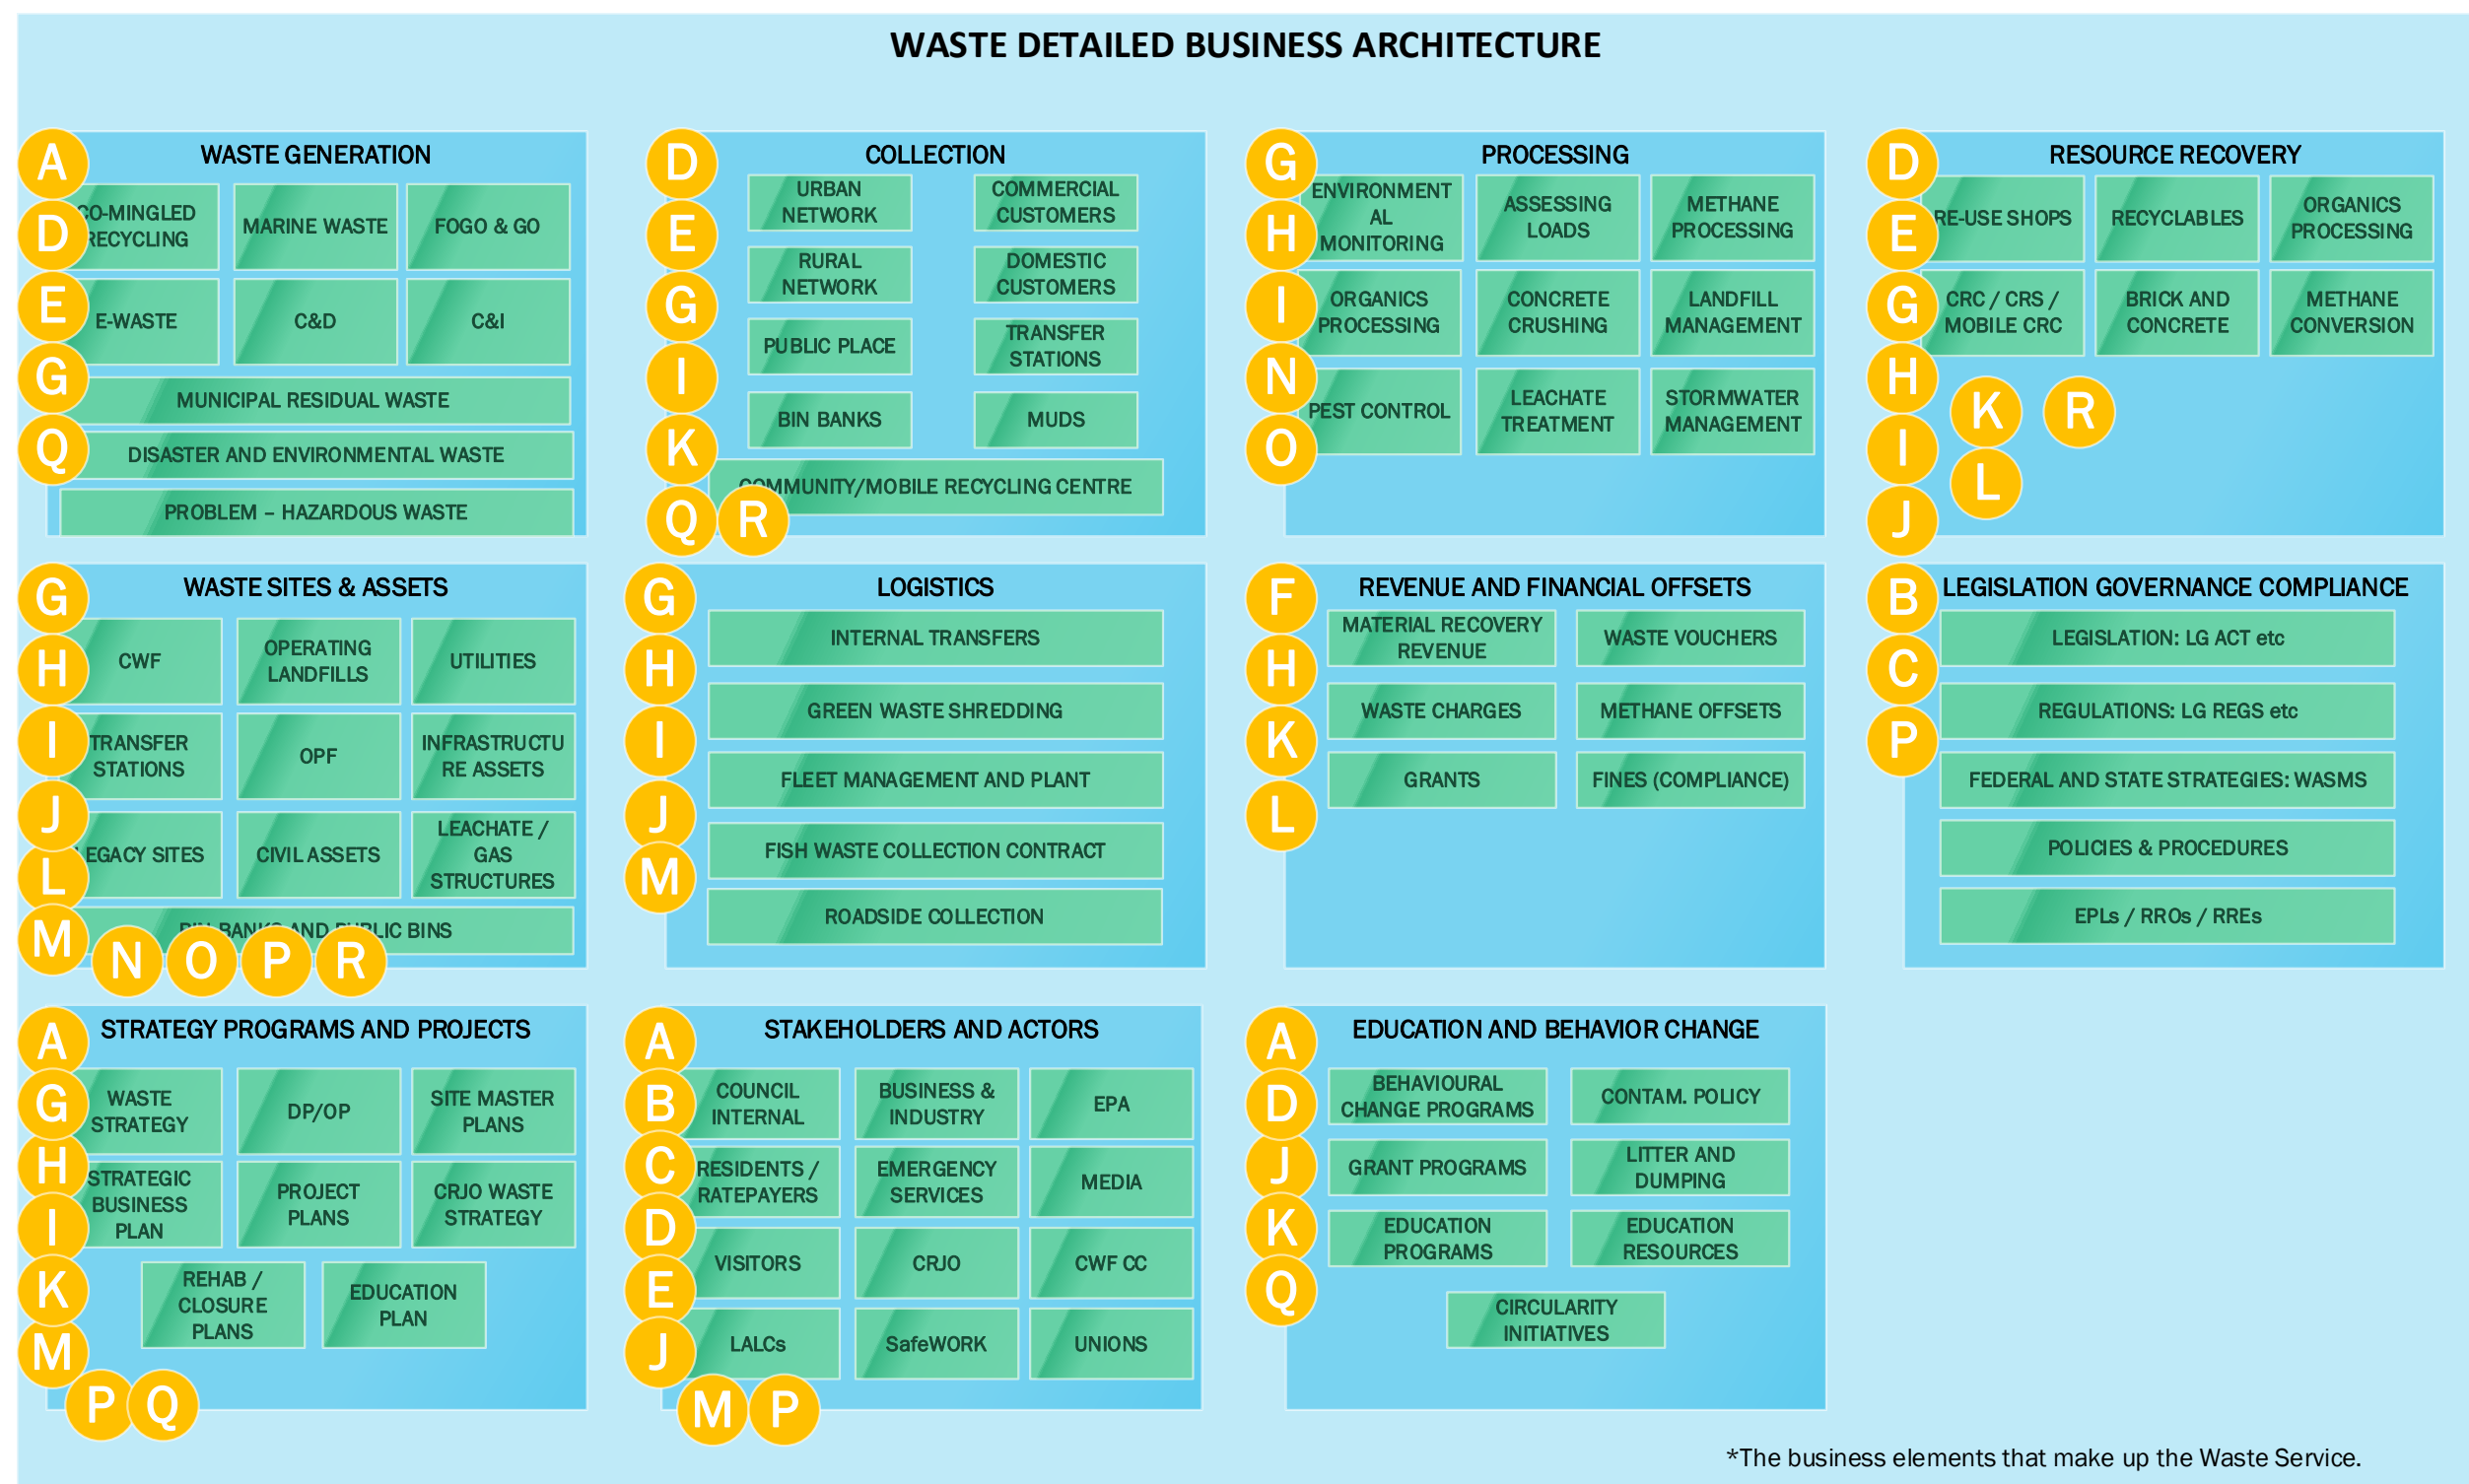 WASTE DETAILED BUSINESS ARCHITECTURE
A
D
E
G
Q
WASTE GENERATION
CO-MINGLED
RECYCLING
MARINE WASTE
FOGO & GO
E-WASTE
C&D
C&I
MUNICIPAL RESIDUAL WASTE
DISASTER AND ENVIRONMENTAL WASTE
PROBLEM – HAZARDOUS WASTE
D
E
G
I
K
Q
R
COLLECTION
URBAN
NETWORK
COMMERCIAL
CUSTOMERS
RURAL
NETWORK
DOMESTIC
CUSTOMERS
PUBLIC PLACE
TRANSFER
STATIONS
BIN BANKS
MUDS
COMMUNITY/MOBILE RECYCLING CENTRE
G
H
I
N
O
PROCESSING
ENVIRONMENT
AL
MONITORING
ASSESSING
LOADS
METHANE
PROCESSING
ORGANICS
PROCESSING
CONCRETE
CRUSHING
LANDFILL
MANAGEMENT
PEST CONTROL
LEACHATE
TREATMENT
STORMWATER
MANAGEMENT
D
E
G
H
I
J
K
R
L
RESOURCE RECOVERY
RE-USE SHOPS
RECYCLABLES
ORGANICS
PROCESSING
CRC / CRS /
MOBILE CRC
BRICK AND
CONCRETE
METHANE
CONVERSION
G
H
I
J
L
M
N
O
P
R
WASTE SITES & ASSETS
CWF
OPERATING
LANDFILLS
UTILITIES
TRANSFER
STATIONS
OPF
INFRASTRUCTU
RE ASSETS
LEGACY SITES
CIVIL ASSETS
LEACHATE /
GAS
STRUCTURES
BIN BANKS AND PUBLIC BINS
G
H
I
J
M
LOGISTICS
INTERNAL TRANSFERS
GREEN WASTE SHREDDING
FLEET MANAGEMENT AND PLANT
FISH WASTE COLLECTION CONTRACT
ROADSIDE COLLECTION
F
H
K
L
REVENUE AND FINANCIAL OFFSETS
MATERIAL RECOVERY
REVENUE
WASTE VOUCHERS
WASTE CHARGES
METHANE OFFSETS
GRANTS
FINES (COMPLIANCE)
B
C
P
LEGISLATION GOVERNANCE COMPLIANCE
LEGISLATION: LG ACT etc
REGULATIONS: LG REGS etc
FEDERAL AND STATE STRATEGIES: WASMS
POLICIES & PROCEDURES
EPLs / RROs / RREs
A
G
H
I
K
M
P
Q
STRATEGY PROGRAMS AND PROJECTS
WASTE
STRATEGY
DP/OP
SITE MASTER
PLANS
STRATEGIC
BUSINESS
PLAN
PROJECT
PLANS
CRJO WASTE
STRATEGY
REHAB /
CLOSURE
PLANS
EDUCATION
PLAN
A
B
C
D
E
J
M
P
STAKEHOLDERS AND ACTORS
COUNCIL
INTERNAL
BUSINESS &
INDUSTRY
EPA
RESIDENTS /
RATEPAYERS
EMERGENCY
SERVICES
MEDIA
VISITORS
CRJO
CWF CC
LALCs
SafeWORK
UNIONS
A
D
J
K
Q
EDUCATION AND BEHAVIOR CHANGE
BEHAVIOURAL
CHANGE PROGRAMS
CONTAM. POLICY
GRANT PROGRAMS
LITTER AND
DUMPING
EDUCATION
PROGRAMS
EDUCATION
RESOURCES
CIRCULARITY
INITIATIVES
*The business elements that make up the Waste Service.